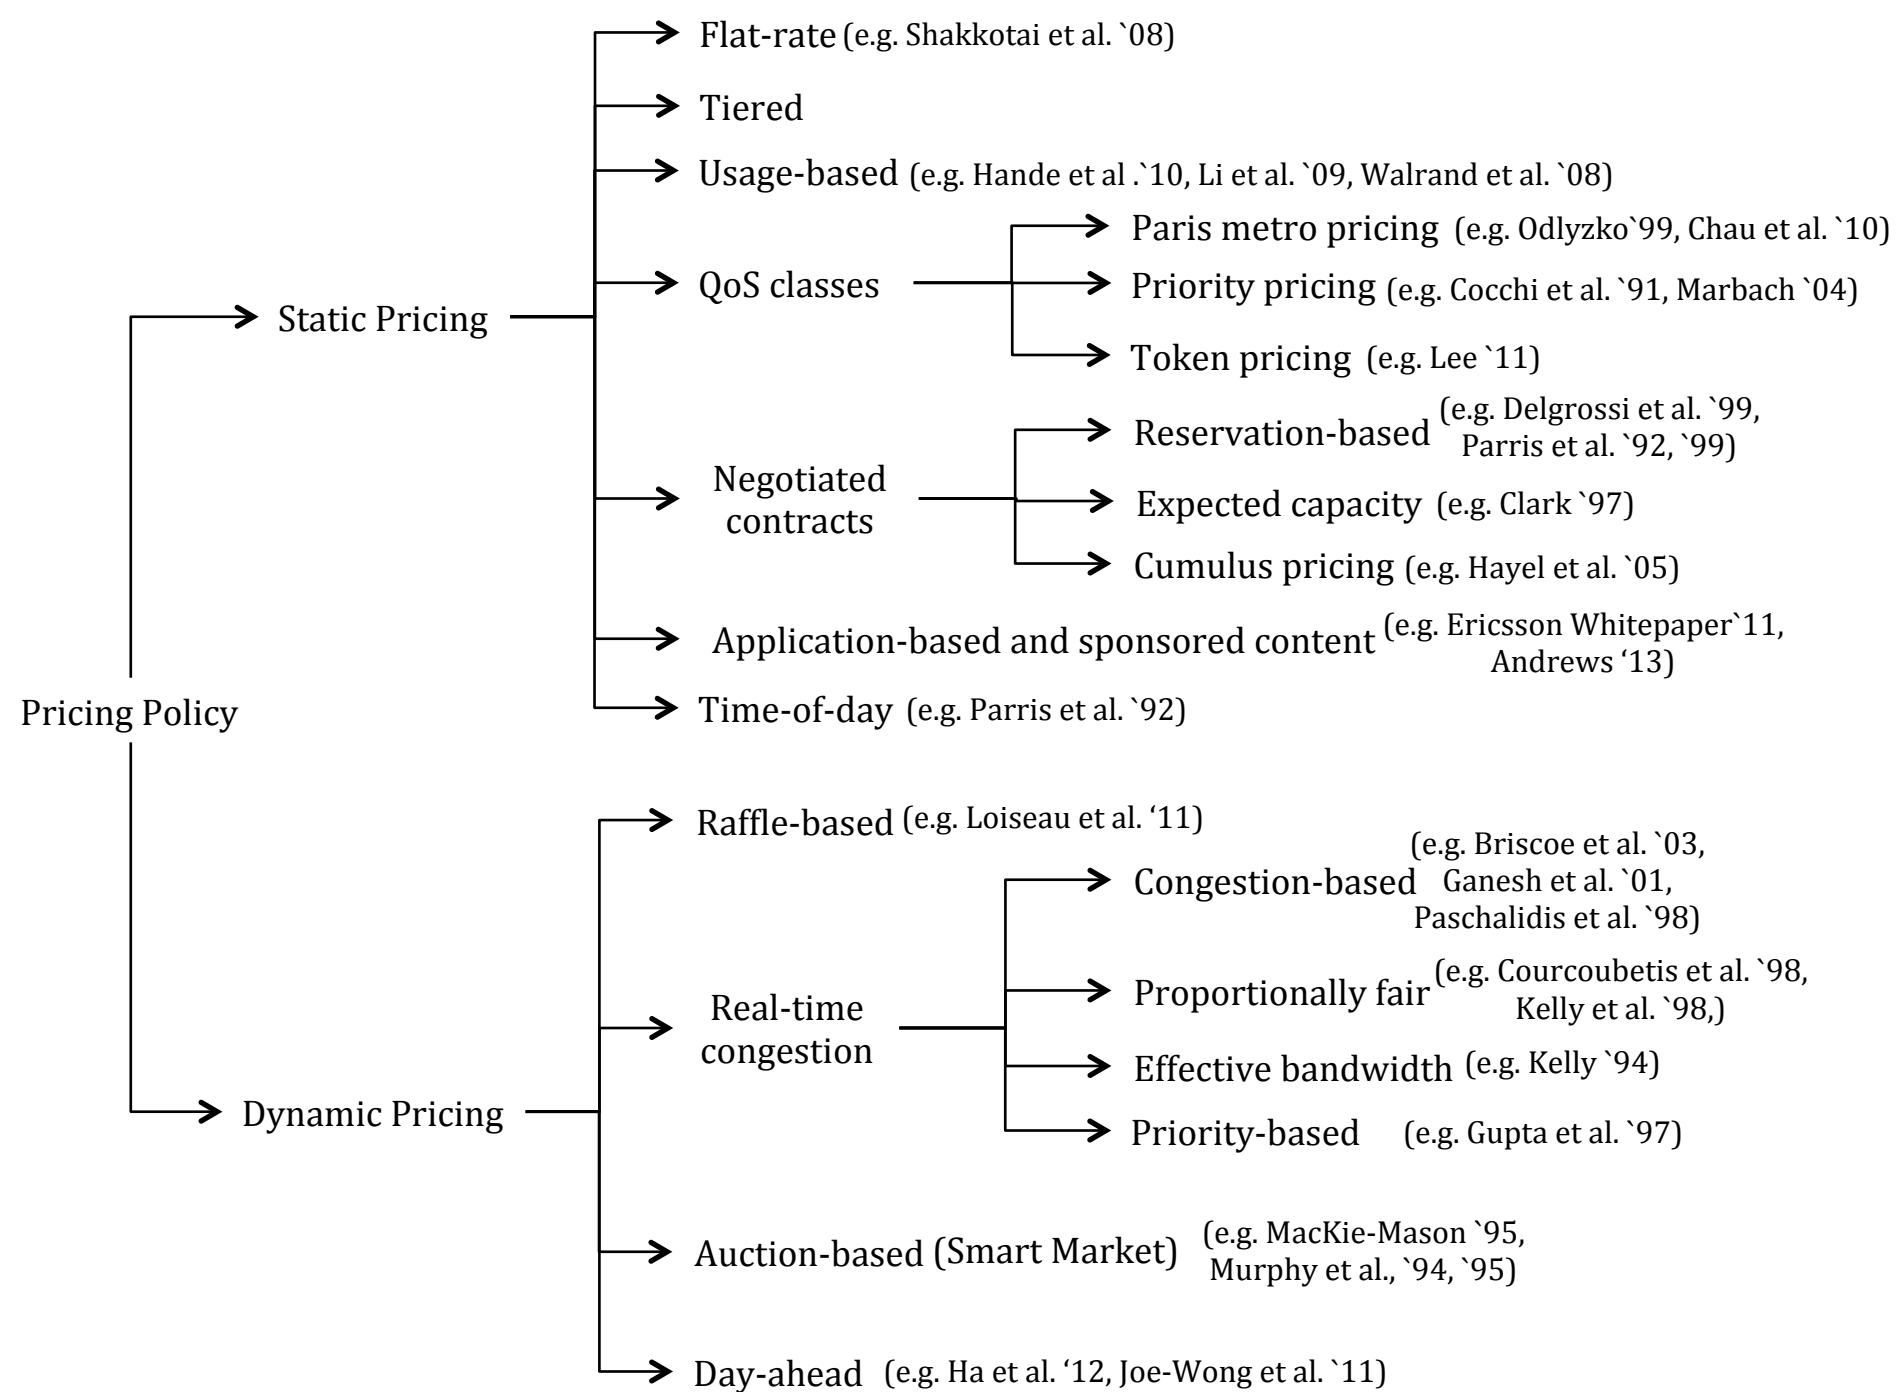 Flat-rate (e.g. Shakkotai et al. `08)
Tiered
Usage-based (e.g. Hande et al .`10, Li et al. `09, Walrand et al. `08)
Paris metro pricing (e.g. Odlyzko`99, Chau et al. `10)
QoS classes
Priority pricing (e.g. Cocchi et al. `91, Marbach `04)
Static Pricing
Token pricing (e.g. Lee `11)
Reservation-based (e.g. Delgrossi et al. `99,
Parris et al. `92, `99)
Negotiated
contracts
Expected capacity (e.g. Clark `97)
Cumulus pricing (e.g. Hayel et al. `05)
Application-based and sponsored content (e.g. Ericsson Whitepaper`11,
Andrews ‘13)
Pricing Policy
Time-of-day (e.g. Parris et al. `92)
Raffle-based (e.g. Loiseau et al. ‘11)
(e.g. Briscoe et al. `03,
Congestion-based Ganesh et al. `01,
Paschalidis et al. `98)
Real-time
congestion
Proportionally fair (e.g. Courcoubetis et al. `98,
Kelly et al. `98,)
Effective bandwidth (e.g. Kelly `94)
Dynamic Pricing
Priority-based (e.g. Gupta et al. `97)
Auction-based (Smart Market) (e.g. MacKie-Mason `95,
Murphy et al., `94, `95)
Day-ahead (e.g. Ha et al. ‘12, Joe-Wong et al. `11)